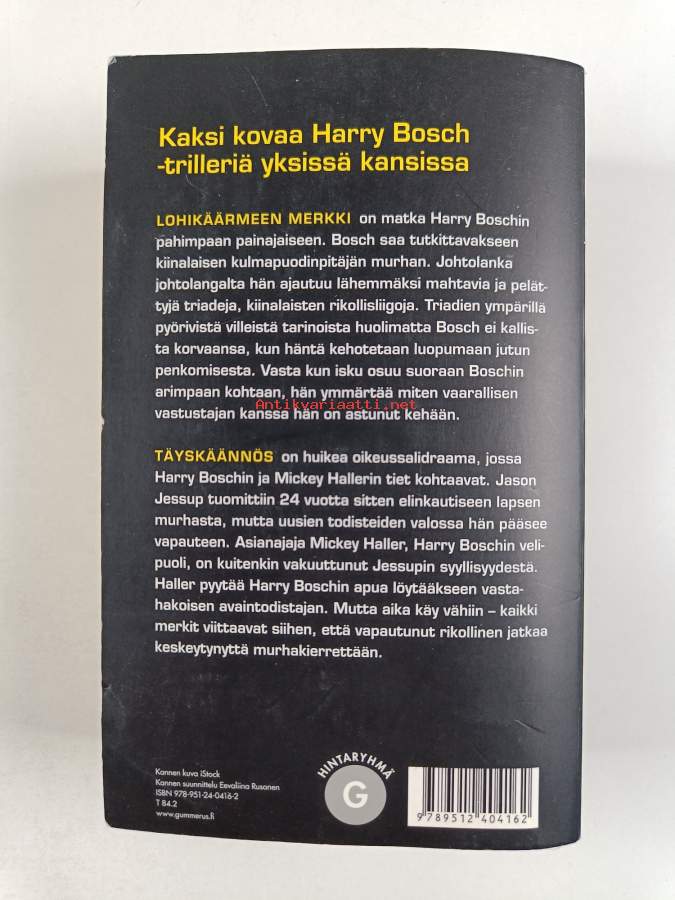 Kaksi kovaa Harry Bosch
-trilleriä yksissä kansissa
LOHIKÄÄRMEEN MERKKI on matka Harry Boschin
pahimpaan painajaiseen. Bosch saa tutkittavakseen
kiinalaisen kulmapuodinpitäjän murhan. Johtolanka
johtolangalta hän ajautuu lähemmäksi mahtavia ja pelät-
tyjä triadeja, kiinalaisten rikollisliigoja. Triadien ympärillä
pyörivistä villeistä tarinoista huolimatta Bosch ei kallis-
ta korvaansa, kun häntä kehotetaan luopumaan jutun
penkomisesta. Vasta kun isku osuu suoraan Boschin
arimpaan kohtaan, hän ymmärtää miten vaarallisen
Antikvariaatti.net
vastustajan kanssa hän on astunut kehään.
TÄYSKÄÄNNÖS on huikea oikeussalidraama, jossa
Harry Boschin ja Mickey Hallerin tiet kohtaavat. Jason
Jessup tuomittiin 24 vuotta sitten elinkautiseen lapsen
murhasta, mutta uusien todisteiden valossa hän pääsee
vapauteen. Asianajaja Mickey Haller, Harry Boschin veli-
puoli, on kuitenkin vakuuttunut Jessupin syyllisyydestä.
Haller pyytää Harry Boschin apua löytääkseen vasta-
hakoisen avaintodistajan. Mutta aika käy vähiin – kaikki
merkit viittaavat siihen, että vapautunut rikollinen jatkaa
keskeytynyttä murhakierrettään.
Kannen kuva iStock
Kannen suunnittelu Eevaliina Rusanen
ISBN 978-951-24-0416-2
T 84.2
www.gummerus.fi
HINTARYHMÄ
G
9 789512 404162